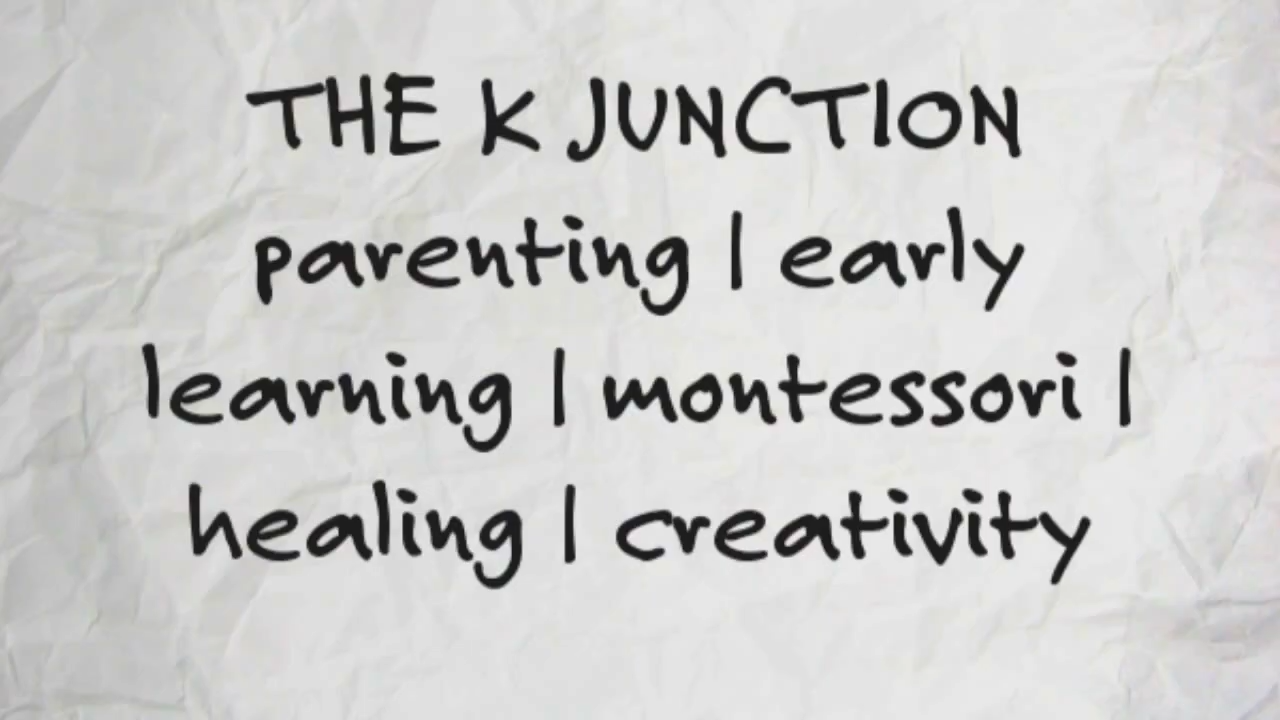 THE K JUNCTION
parenting | early
learning | montessori |
healing | creativity